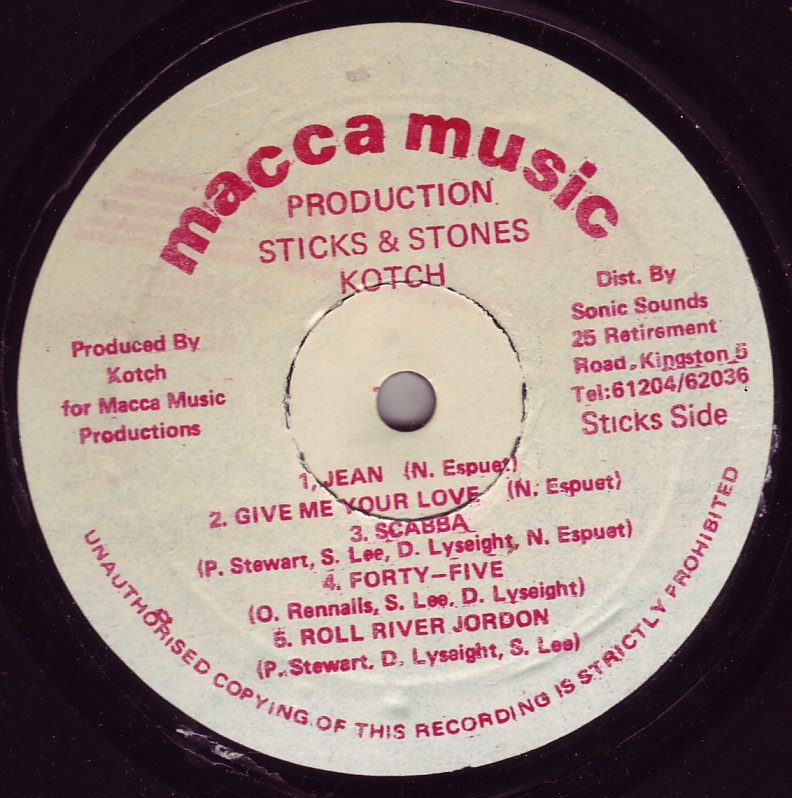 macca music
PRODUCTION
STICKS & STONES
KOTCH
Produced By
Kotch
for Macca Music
Productions
Dist. By
Sonic Sounds
25 Retirement
Road, Kingston 5
Tel:61204/62036
Sticks Side
1, JEAN (N. Espuet)
2. GIVE ME YOUR LOVE (N. Espuet)
3. SCABBA
(P. Stewart, S. Lee, D. Lyseight, N. Espuet)
4. FORTY–FIVE
(O. Rennails, S. Lee, D. Lyseight)
5. ROLL RIVER JORDON
(P. Stewart, D, Lyseight, S. Lee)
UNAUTHORISED COPYING OF THIS RECORDING IS STRICTLY PROHIBITED